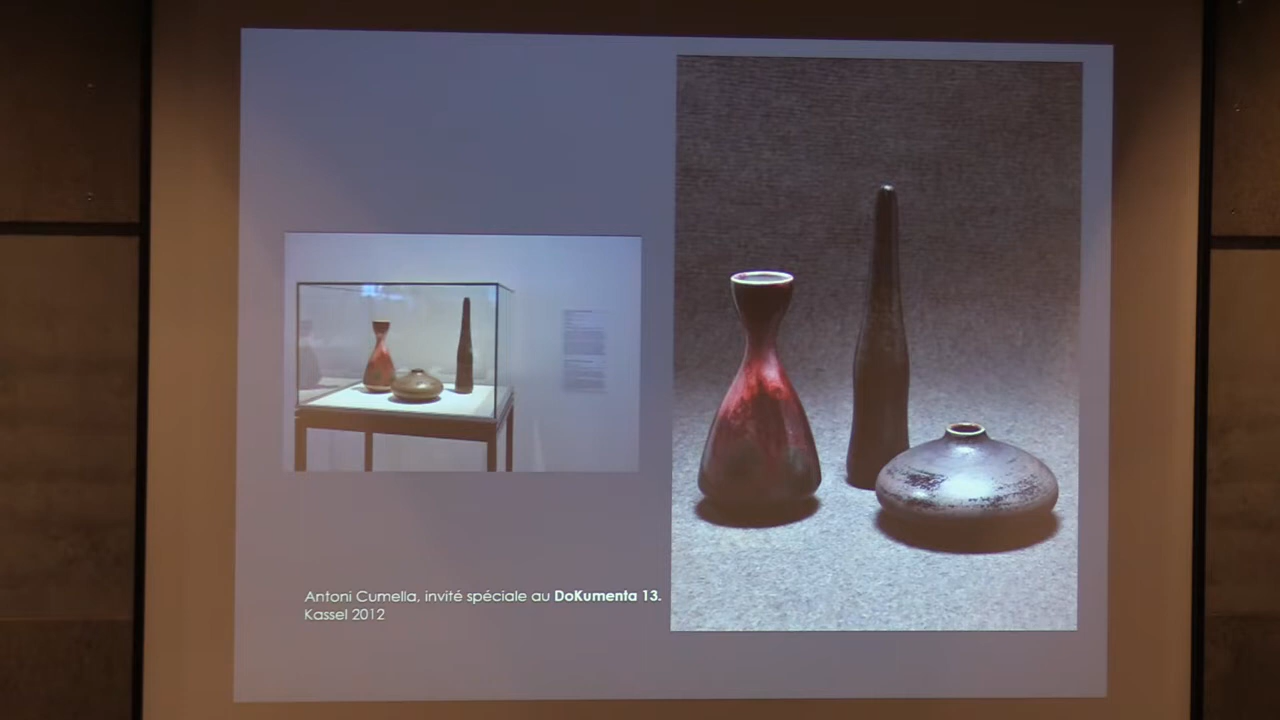 Antoni Cumella, invité spéciale au DoKumenta 13.
Kassel 2012